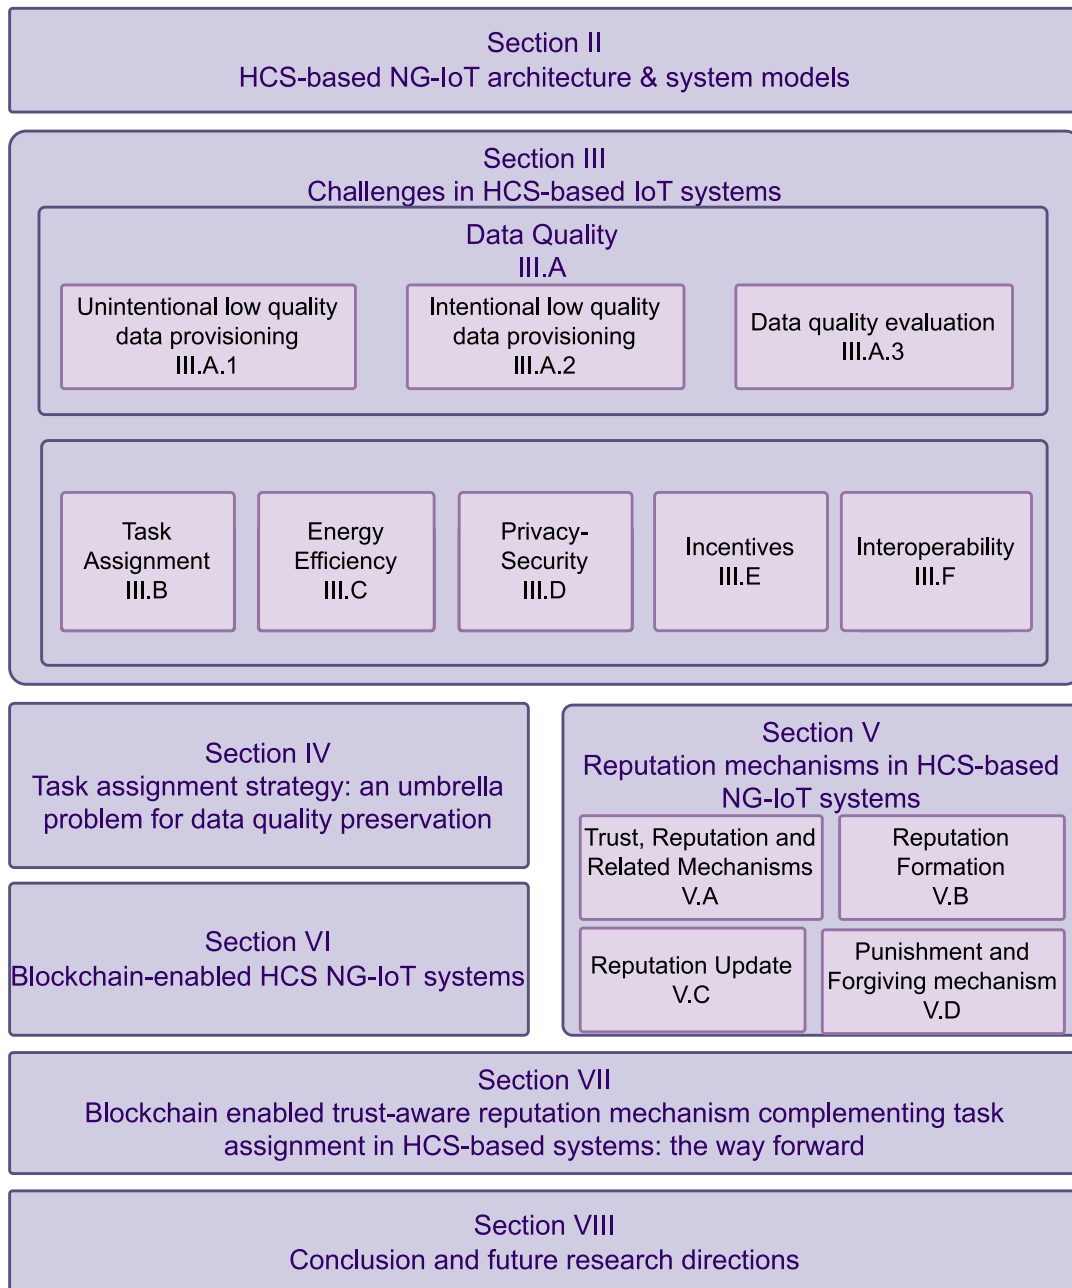 Section II
HCS-based NG-IoT architecture & system models
Section III
Challenges in HCS-based IoT systems
Data Quality
III.A
Unintentional low quality
data provisioning
III.A.1
Intentional low quality
data provisioning
III.A.2
Data quality evaluation
III.A.3
Task
Assignment
III.B
Energy
Efficiency
III.C
Privacy-
Security
III.D
Incentives
III.E
Interoperability
III.F
Section IV
Task assignment strategy: an umbrella
problem for data quality preservation
Section V
Reputation mechanisms in HCS-based
NG-IoT systems
Trust, Reputation and
Related Mechanisms
V.A
Reputation
Formation
V.B
Reputation Update
V.C
Punishment and
Forgiving mechanism
V.D
Section VI
Blockchain-enabled HCS NG-IoT systems
Section VII
Blockchain enabled trust-aware reputation mechanism complementing task
assignment in HCS-based systems: the way forward
Section VIII
Conclusion and future research directions